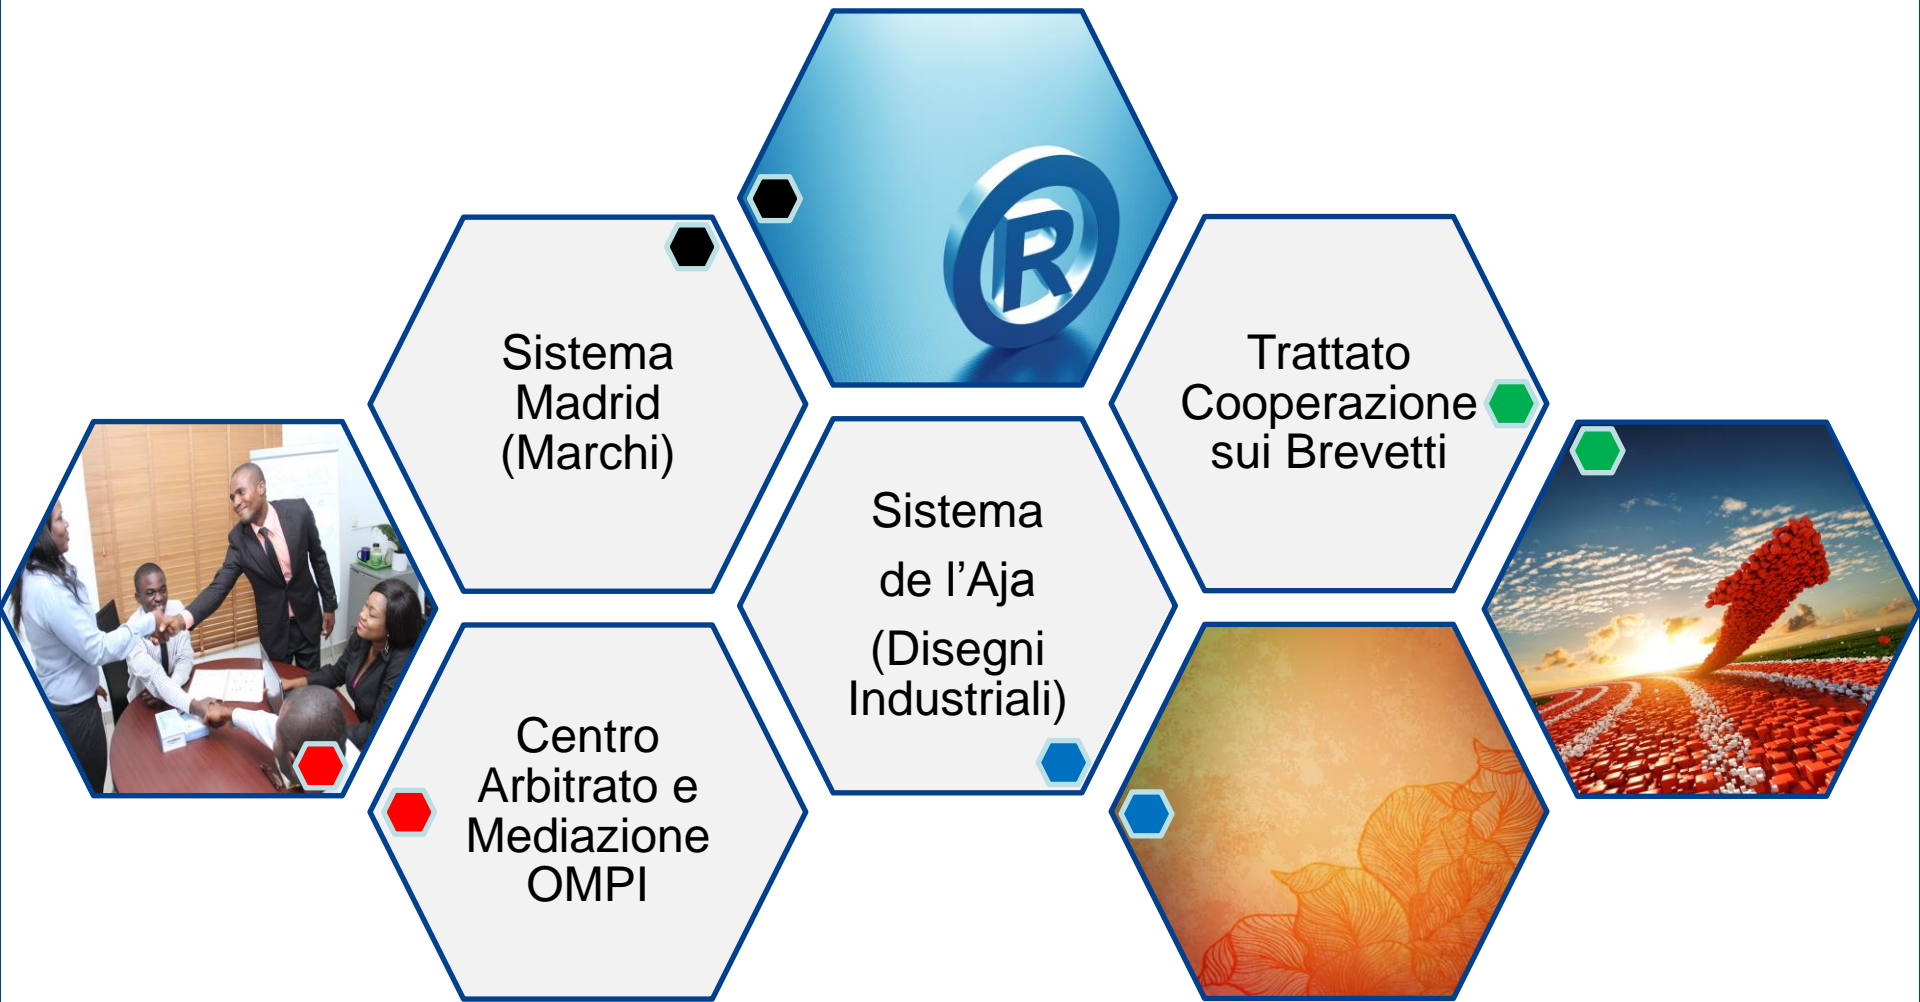 ®
Sistema
Madrid
(Marchi)
Trattato
Cooperazione
sui Brevetti
Sistema
de l’Aja
(Disegni
Industriali)
Centro
Arbitrato e
Mediazione
OMPI